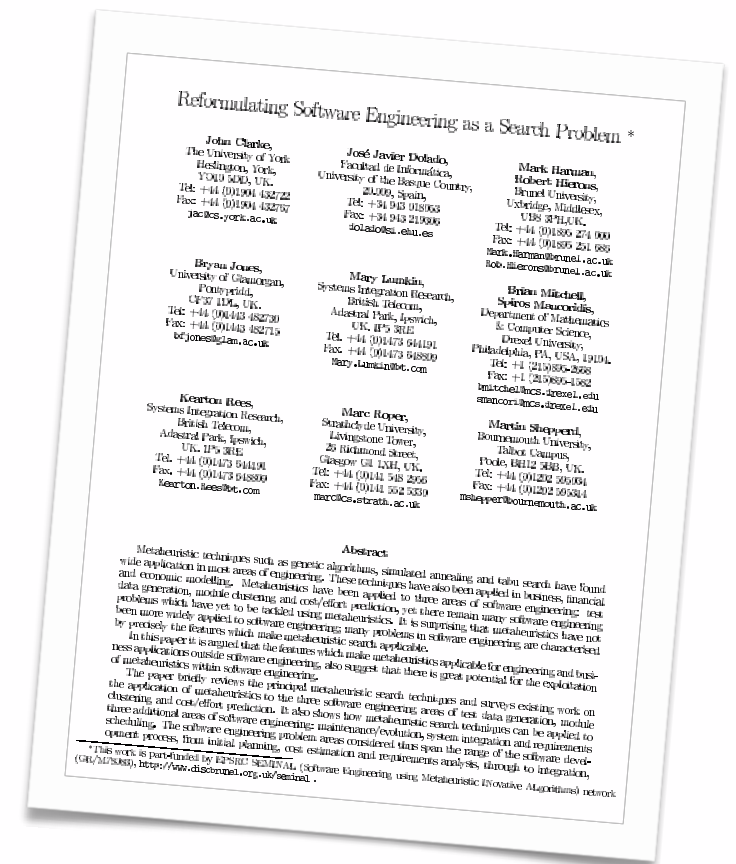 Reformulating Software Engineering as a Search Problem *
John Clarke,
The University of York
Heslington, York,
YO10 5DD, UK.
Tel: +44 (0)1904 432722
Fax: +44 (0)1904 432767
jac@cs.york.ac.uk
José Javier Dolado,
Facultad de Informática,
University of the Basque Country,
20.009, Spain,
Tel: +34 943 018053
Fax: +34 943 219306
dolado@si.ehu.es
Mark Harman,
Robert Hierons,
Brunel University,
Uxbridge, Middlesex,
UB8 3PH,UK.
Tel: +44 (0)1895 274 000
Fax: +44 (0)1895 251 686
Mark.Harman@brunel.ac.uk
Rob.Hierons@brunel.ac.uk
Bryan Jones,
University of Glamorgan,
Pontypridd,
CF37 1DL, UK.
Tel: +44 (0)1443 482730
Fax: +44 (0)1443 482715
bfjones@glam.ac.uk
Mary Lumkin,
Systems Integration Research,
British Telecom,
Adastral Park, Ipswich,
UK. IP5 3RE
Tel. +44 (0)1473 644191
Fax. +44 (0)1473 648809
Mary.Lumkin@bt.com
Brian Mitchell,
Spiros Mancoridis,
Department of Mathematics
& Computer Science,
Drexel University,
Philadelphia, PA, USA, 19104.
Tel: +1 (215)895-2668
Fax: +1 (215)895-1582
bmitchel@mcs.drexel.edu
smancori@mcs.drexel.edu
Kearton Rees,
Systems Integration Research,
British Telecom,
Adastral Park, Ipswich,
UK. IP5 3RE
Tel. +44 (0)1473 644191
Fax. +44 (0)1473 648809
Kearton.Rees@bt.com
Marc Roper,
Strathclyde University,
Livingstone Tower,
26 Richmond Street,
Glasgow G1 1XH, UK.
Tel: +44 (0)141 548 2956
Fax: +44 (0)141 552 5330
marc@cs.strath.ac.uk
Martin Shepperd,
Bournemouth University,
Talbot Campus,
Poole, BH12 5BB, UK.
Tel: +44 (0)1202 595064
Fax: +44 (0)1202 595314
mshepper@bournemouth.ac.uk
Abstract
Metaheuristic techniques such as genetic algorithms, simulated annealing and tabu search have found
wide application in most areas of engineering. These techniques have also been applied in business, financial
and economic modelling. Metaheuristics have been applied to three areas of software engineering: test
data generation, module clustering and cost/effort prediction, yet there remain many software engineering
problems which have yet to be tackled using metaheuristics. It is surprising that metaheuristics have not
been more widely applied to software engineering; many problems in software engineering are characterised
by precisely the features which make metaheuristics search applicable.
In this paper it is argued that the features which make metaheuristics applicable for engineering and busi-
ness applications outside software engineering, also suggest that there is great potential for the exploitation
of metaheuristics within software engineering.
The paper briefly reviews the principal metaheuristic search techniques and surveys existing work on
the application of metaheuristics to the three software engineering areas of test data generation, module
clustering and cost/effort prediction. It also shows how metaheuristic search techniques can be applied to
three additional areas of software engineering: maintenance/evolution, system integration and requirements
scheduling. The software engineering problem areas considered thus span the range of the software devel-
opment process, from initial planning, cost estimation and requirements analysis, through to integration,
* This work is part-funded by EPSRC SEMINAL (Software Engineering using Metaheuristic INovative ALgorithms) network
(GR/M78083), http://www.discbrunel.org.uk/seminal .